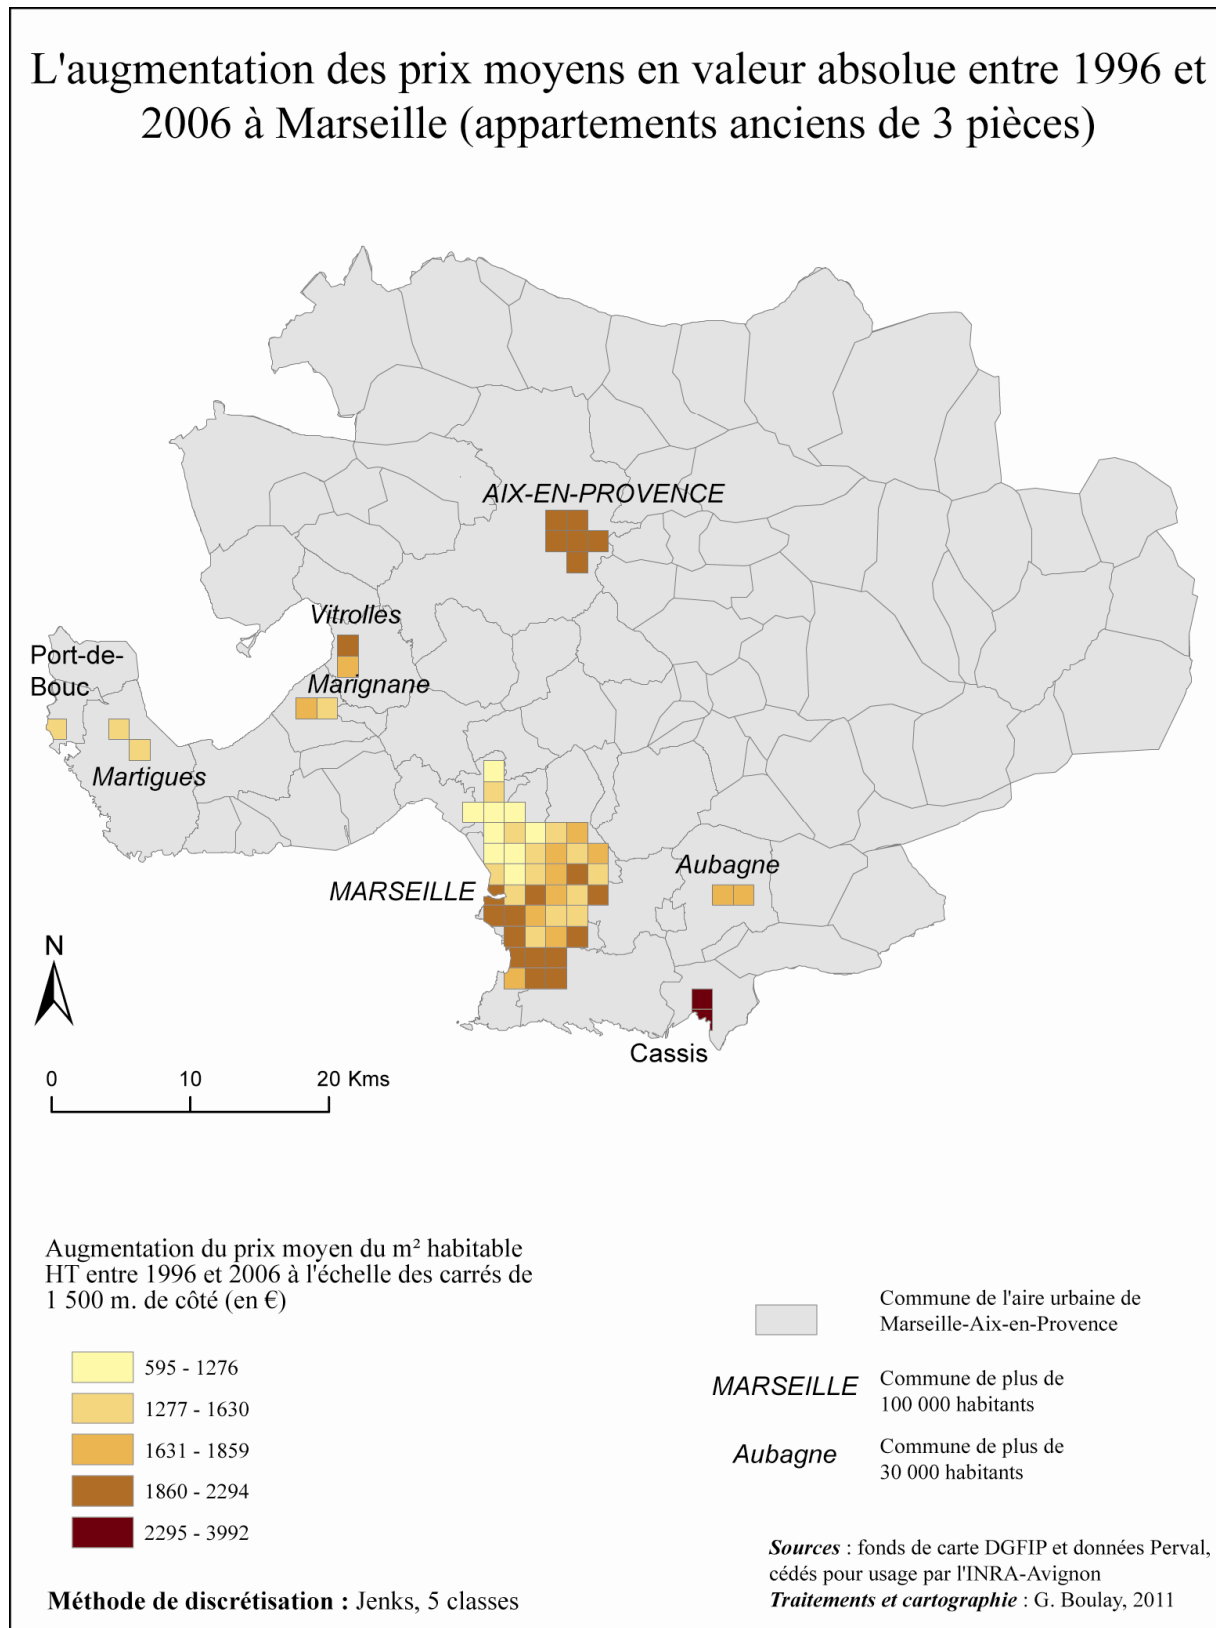 L'augmentation des prix moyens en valeur absolue entre 1996 et
2006 à Marseille (appartements anciens de 3 pièces)
AIX-EN-PROVENCE
Vitrolles
Port-de-
Bouc
Marignane
Martigues
MARSEILLE
Aubagne
N
Cassis
0 10 20 Kms
Augmentation du prix moyen du m² habitable
HT entre 1996 et 2006 à l'échelle des carrés de
1 500 m. de côté (en €)
595 - 1276
1277 - 1630
1631 - 1859
1860 - 2294
2295 - 3992
Méthode de discrétisation : Jenks, 5 classes
Commune de l'aire urbaine de
Marseille-Aix-en-Provence
MARSEILLE
Commune de plus de
100 000 habitants
Aubagne
Commune de plus de
30 000 habitants
Sources : fonds de carte DGFIP et données Perval,
cédés pour usage par l'INRA-Avignon
Traitements et cartographie : G. Boulay, 2011